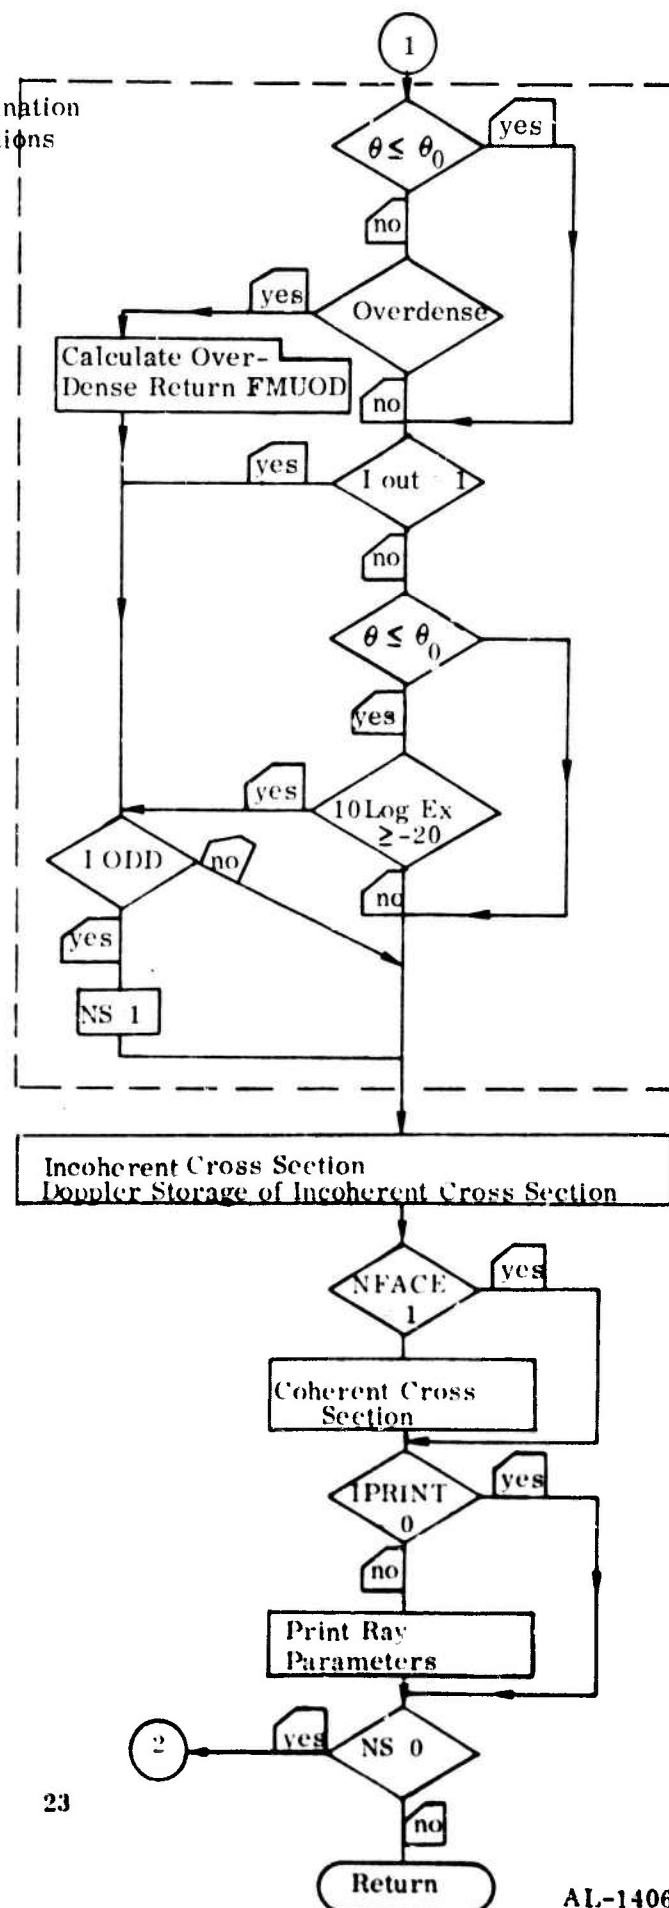 1
nation
ions
θ ≤ θ0
yes
no
yes
Overdense
Calculate Over-
Dense Return FMUOD
no
yes
I out 1
no
θ ≤ θ0
yes
yes
10 Log Ex
≥ -20
I ODD
no
no
yes
NS 1
Incoherent Cross Section
Doppler Storage of Incoherent Cross Section
NFACE
1
yes
Coherent Cross
Section
IPRINT
0
yes
no
Print Ray
Parameters
2
yes
NS 0
23
no
Return
AL-1406